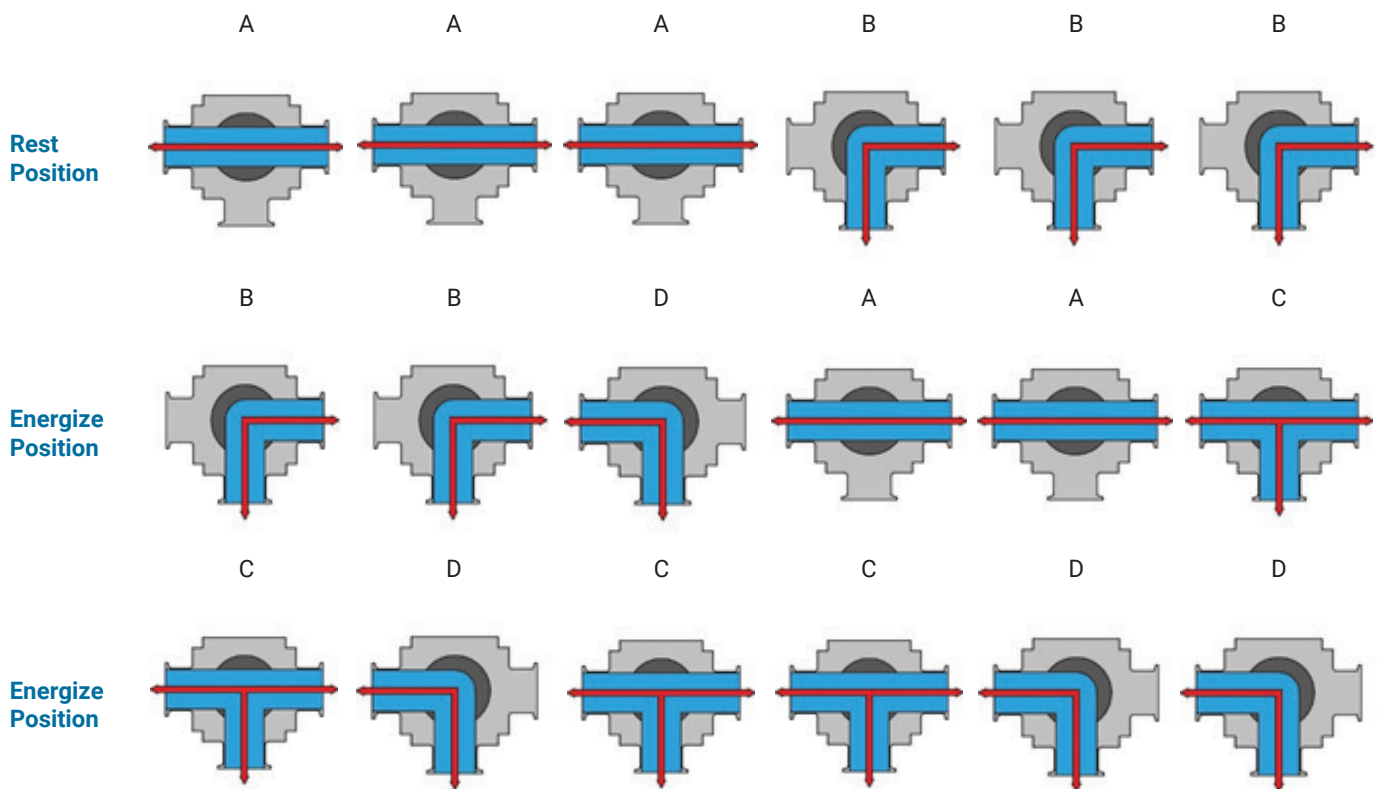 A A A B B B
Rest
Position
B B D A A C
Energize
Position
C D C C D D
Energize
Position